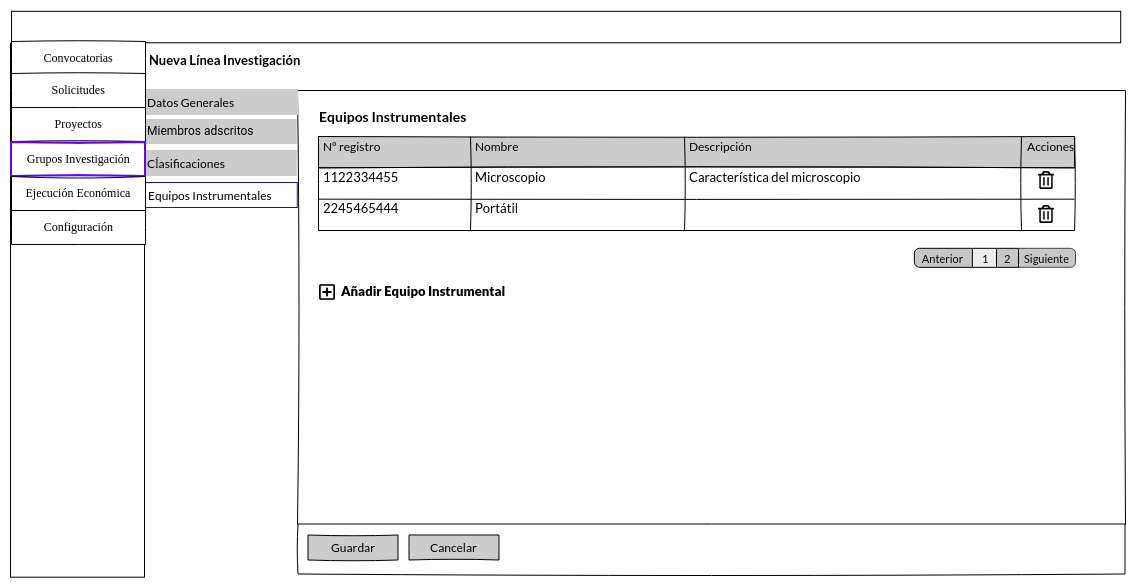 Convocatorias
Solicitudes
Proyectos
Grupos Investigación
Ejecución Económica
Configuración
Nueva Línea Investigación
Datos Generales
Miembros adscritos
Clasificaciones
Equipos Instrumentales
Equipos Instrumentales
Nº registro Nombre Descripción Acciones
1122334455 Microscopio Característica del microscopio
2245465444 Portátil
Anterior 1 2 Siguiente
Añadir Equipo Instrumental
Guardar Cancelar